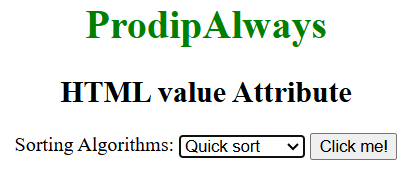 ProdipAlways
HTML value Attribute
Sorting Algorithms: Quick sort Click me!